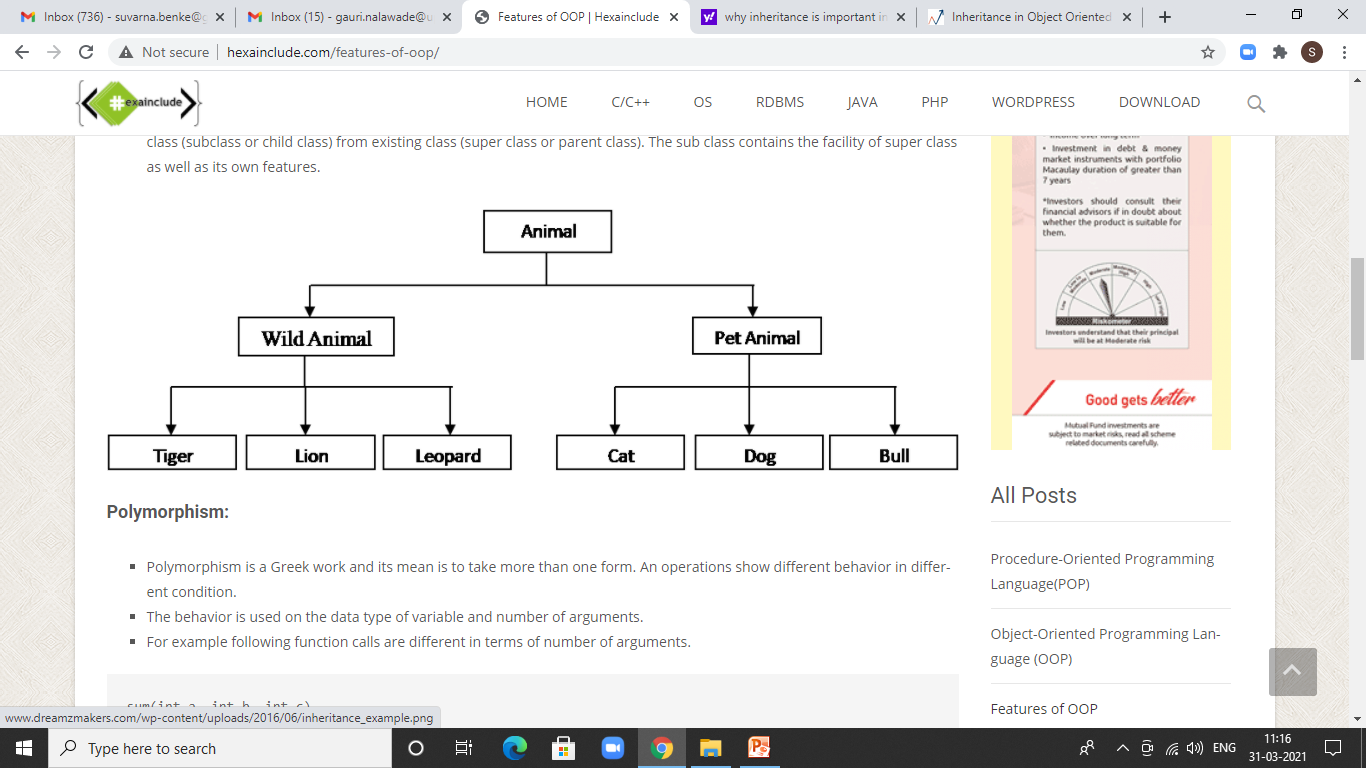 Inbox (736) - suvarna.benke@g
Inbox (15) - gauri.nalawade@u
Features of OOP | Hexainclude
why inheritance is important in
Inheritance in Object Oriented
Not secure | hexainclude.com/features-of-oop/
S
#exainclude
HOME C/C++ OS RDBMS JAVA PHP WORDPRESS DOWNLOAD
class (subclass or child class) from existing class (super class or parent class). The sub class contains the facility of super class
as well as its own features.
Animal
Wild Animal Pet Animal
Tiger Lion Leopard Cat Dog Bull
Polymorphism:
▪ Polymorphism is a Greek work and its mean is to take more than one form. An operations show different behavior in differ-
ent condition.
▪ The behavior is used on the data type of variable and number of arguments.
▪ For example following function calls are different in terms of number of arguments.
sum(int a, int b, int c)
• Investment in debt & money
market instruments with portfolio
Macaulay duration of greater than
7 years
*Investors should consult their
financial advisors if in doubt about
whether the product is suitable for
them.
Low
Moderate
High
Riskometer
Investors understand that their principal
will be at Moderate risk
Good gets better
Mutual Fund investments are
subject to market risks, read all scheme
related documents carefully.
All Posts
Procedure-Oriented Programming
Language(POP)
Object-Oriented Programming Lan-
guage (OOP)
Features of OOP
www.dreamzmakers.com/wp-content/uploads/2016/06/inheritance_example.png
Type here to search
ENG
11:16
31-03-2021